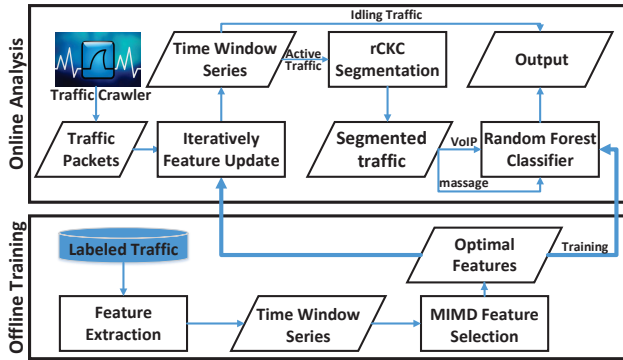 Online Analysis
Idling Traffic
Traffic Crawler
Time Window
Series
Active
Traffic
rCKC
Segmentation
Output
Traffic
Packets
Iteratively
Feature Update
Segmented
traffic
VoIP
massage
Random Forest
Classifier
Offline Training
Labeled Traffic
Optimal
Features
Training
Feature
Extraction
Time Window
Series
MIMD Feature
Selection